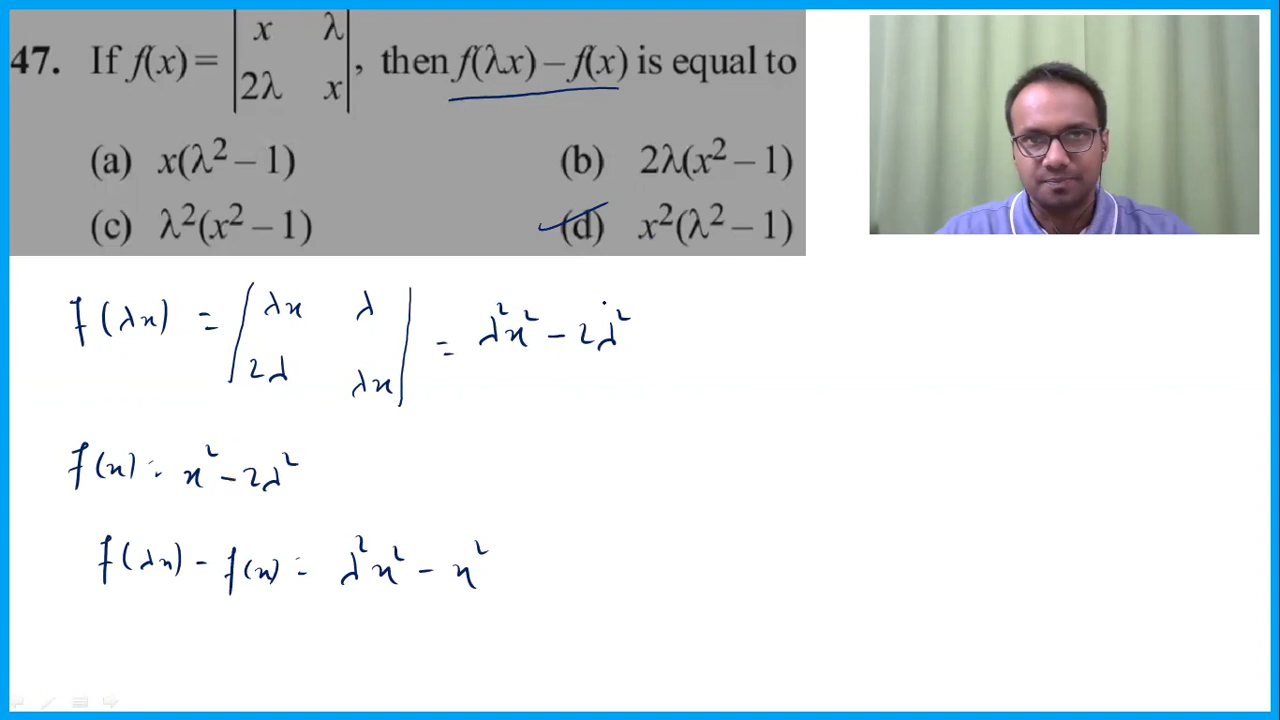 47. If f(x) = | x λ |
| 2λ x | , then f(λx) – f(x) is equal to
(a) x(λ² – 1) (b) 2λ(x² – 1)
(c) λ²(x² – 1) (d) x²(λ² – 1)
f(λx) = | λx λ |
| 2λ λx | = λ²x² – 2λ²
f(x) = x² – 2λ²
f(λx) – f(x) = λ²x² – x²